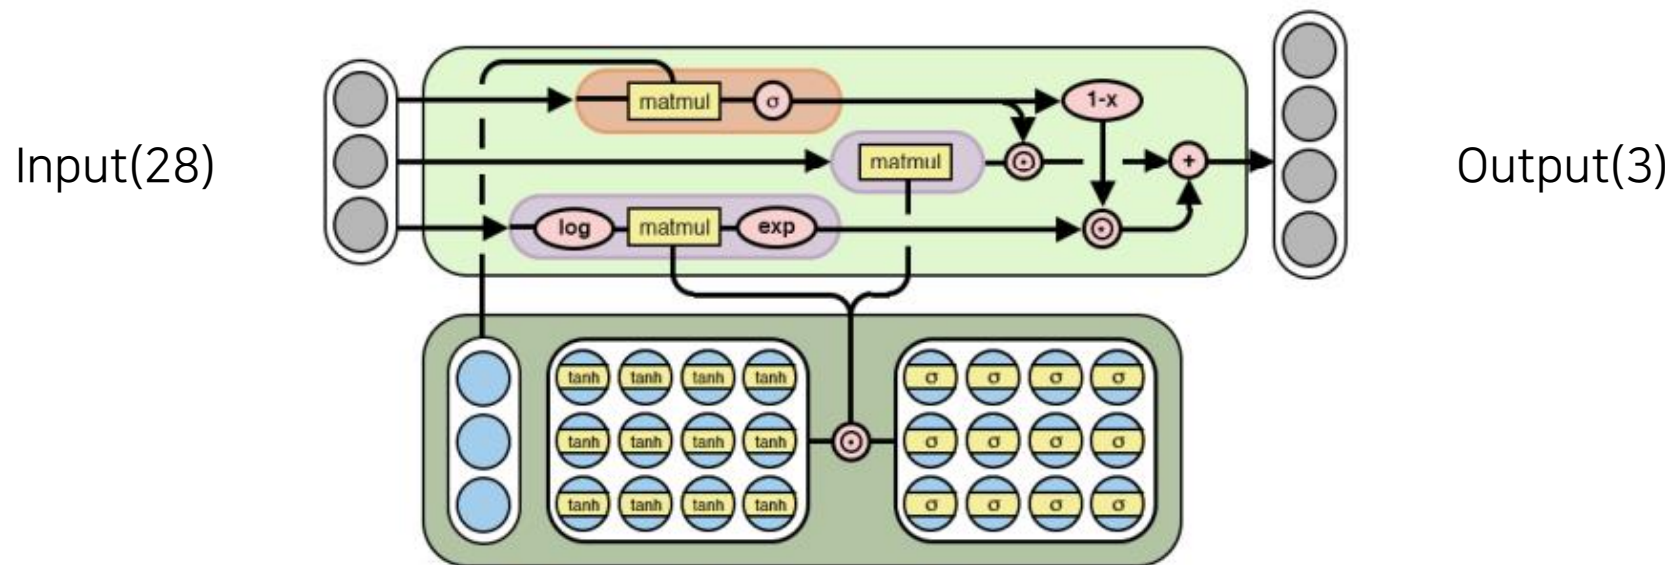 matmul σ 1-x
Input(28) matmul ⊙ + Output(3)
log matmul exp ⊙
tanh tanh tanh tanh σ σ σ σ
tanh tanh tanh tanh ⊙ σ σ σ σ
tanh tanh tanh tanh σ σ σ σ